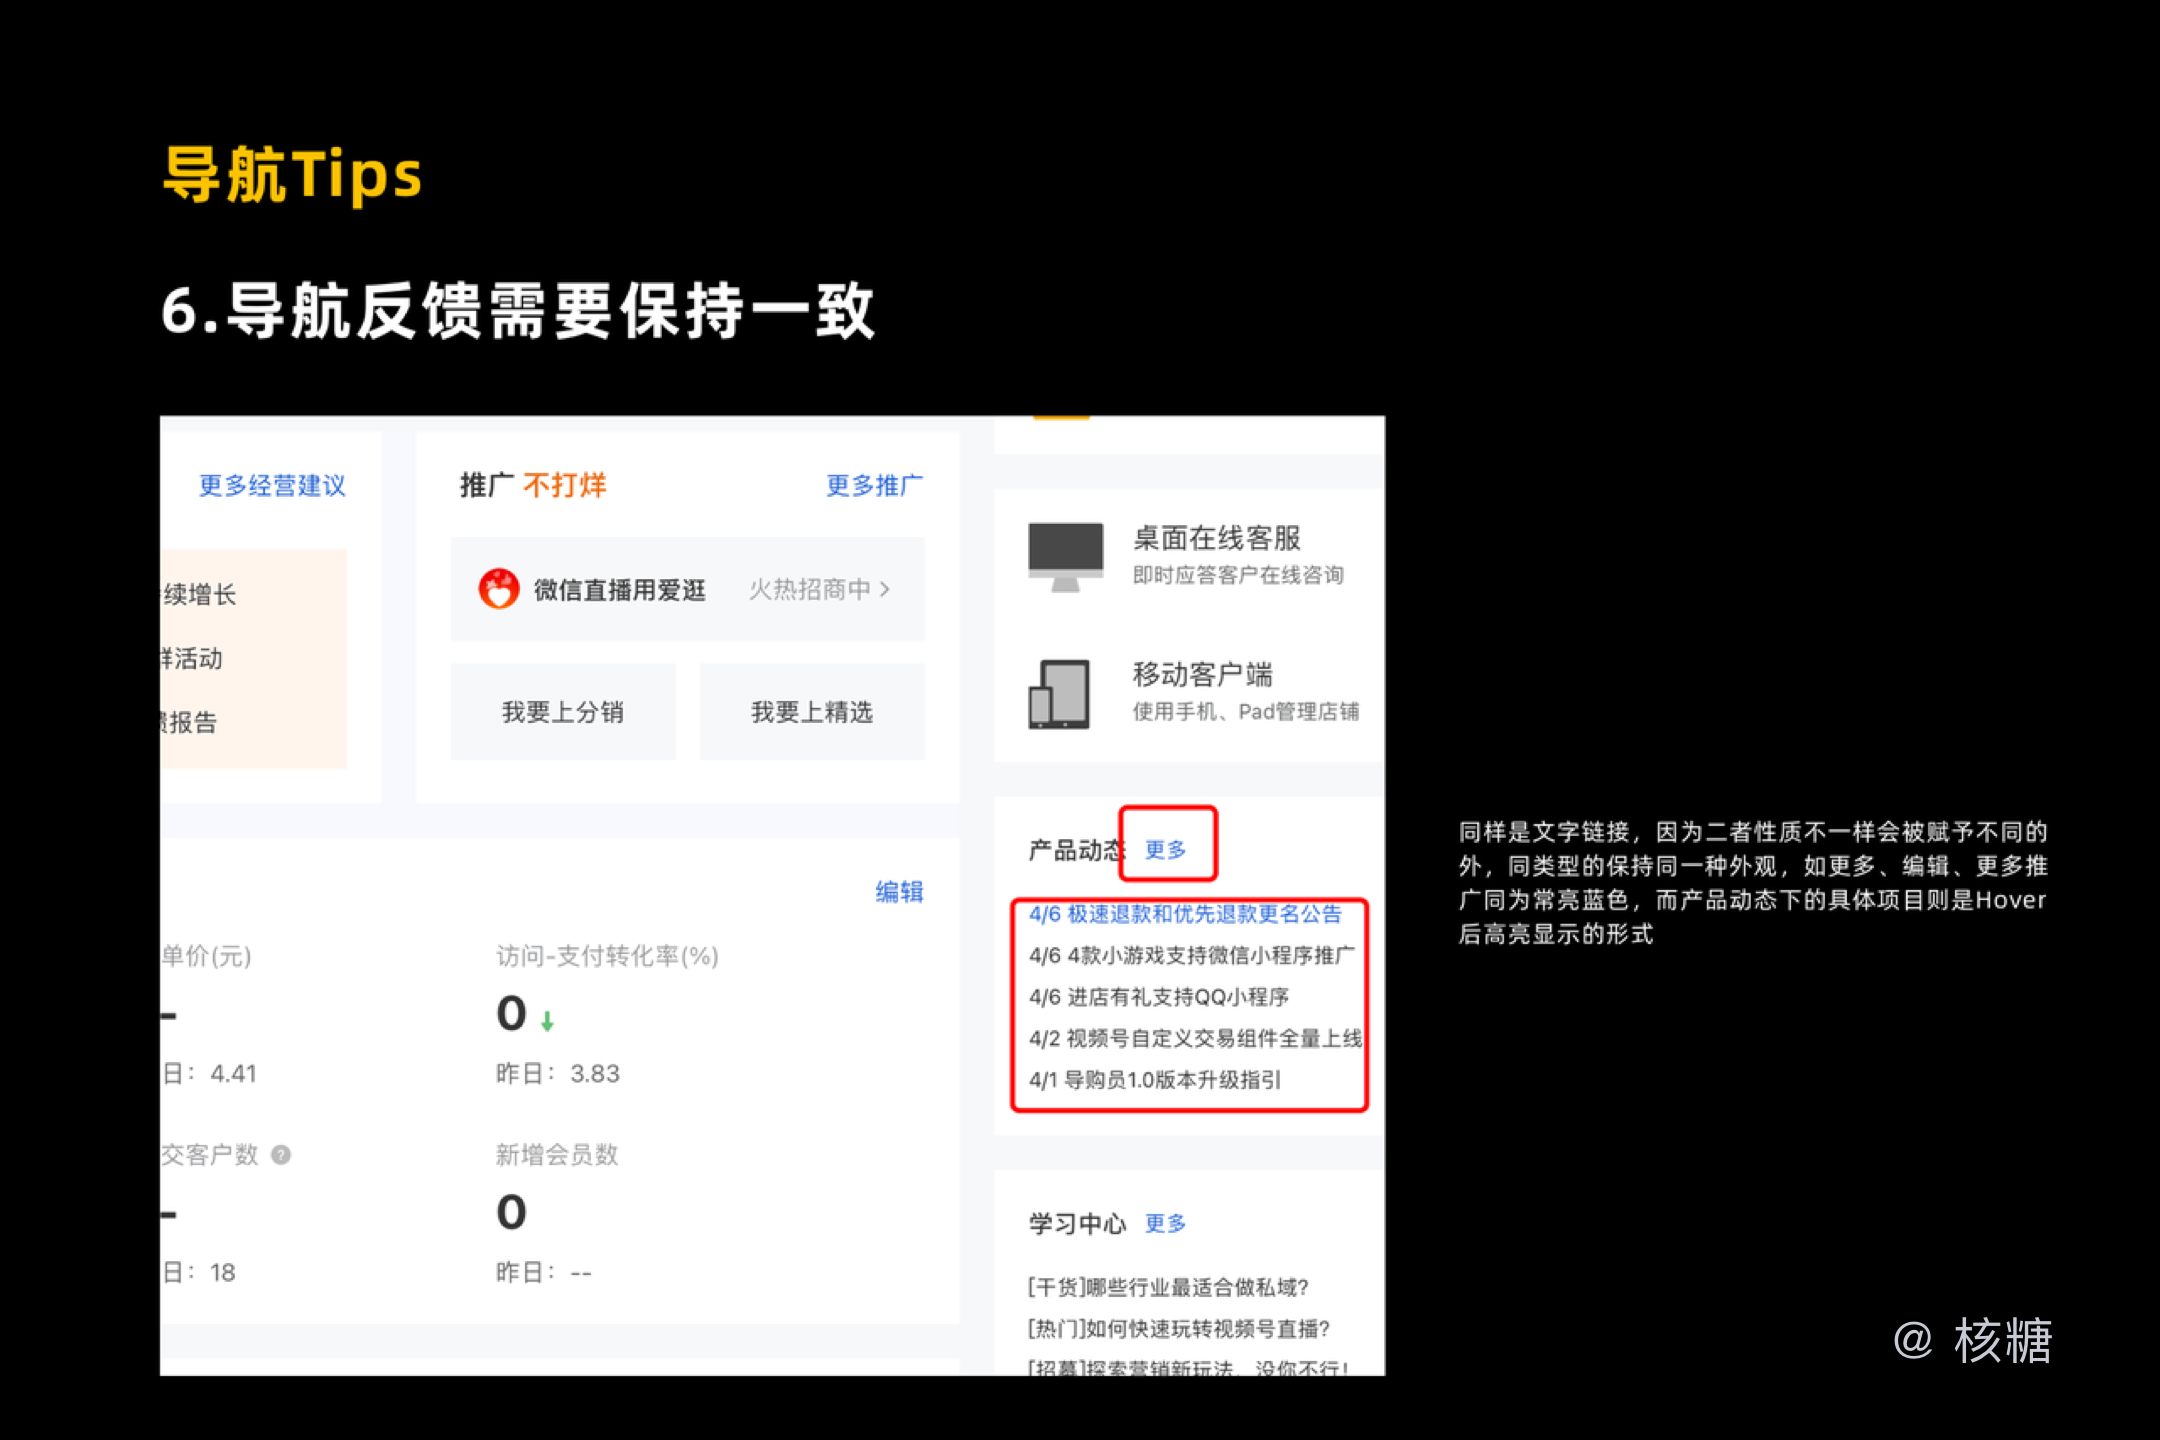 导航Tips
6.导航反馈需要保持一致
更多经营建议
续增长
活动
报告
推广 不打烊
更多推广
微信直播用爱逛
火热招商中 >
我要上分销
我要上精选
编辑
单价(元)
-
日：4.41
访问-支付转化率(%)
0 ↓
昨日：3.83
交客户数 ?
-
日：18
新增会员数
0
昨日：--
桌面在线客服
即时应答客户在线咨询
移动客户端
使用手机、Pad管理店铺
产品动态 更多
4/6 极速退款和优先退款更名公告
4/6 4款小游戏支持微信小程序推广
4/6 进店有礼支持QQ小程序
4/2 视频号自定义交易组件全量上线
4/1 导购员1.0版本升级指引
学习中心 更多
[干货]哪些行业最适合做私域?
[热门]如何快速玩转视频号直播?
[招募]探索营销新玩法，没你不行!
同样是文字链接，因为二者性质不一样会被赋予不同的
外，同类型的保持同一种外观，如更多、编辑、更多推
广同为常亮蓝色，而产品动态下的具体项目则是Hover
后高亮显示的形式
@ 核糖